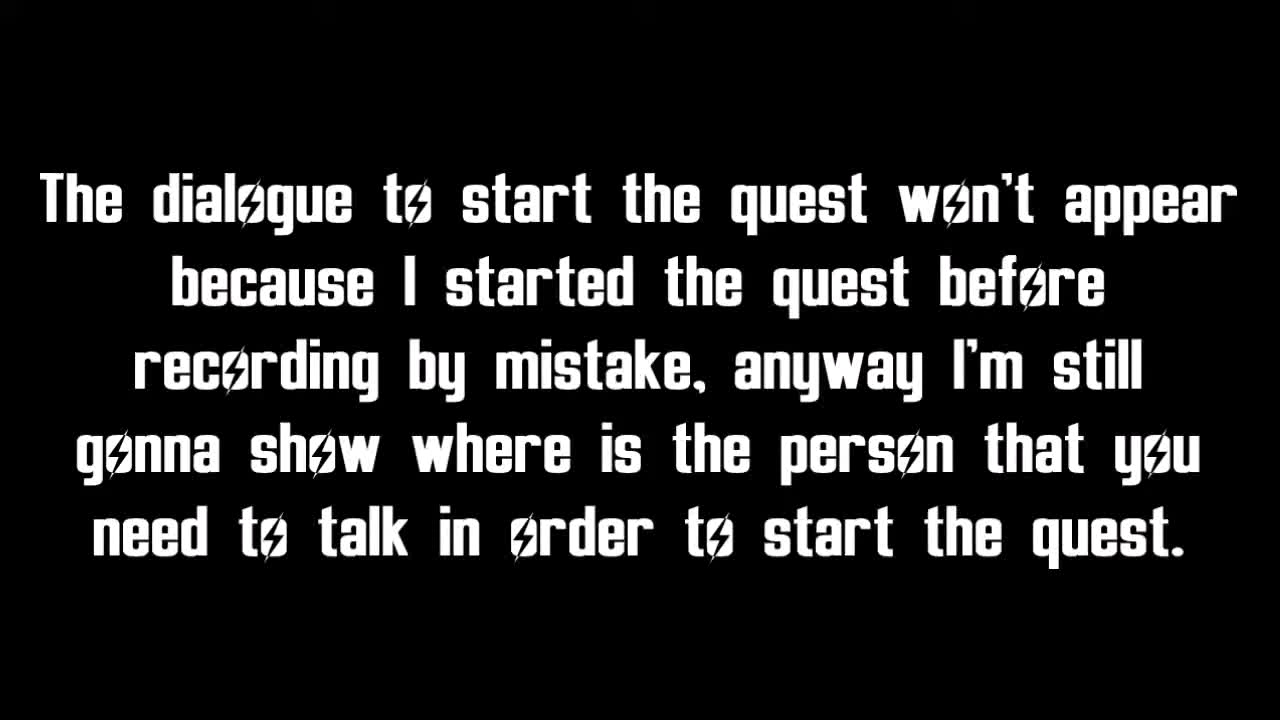 The dialogue to start the quest won't appear
because I started the quest before
recording by mistake, anyway I'm still
gonna show where is the person that you
need to talk in order to start the quest.